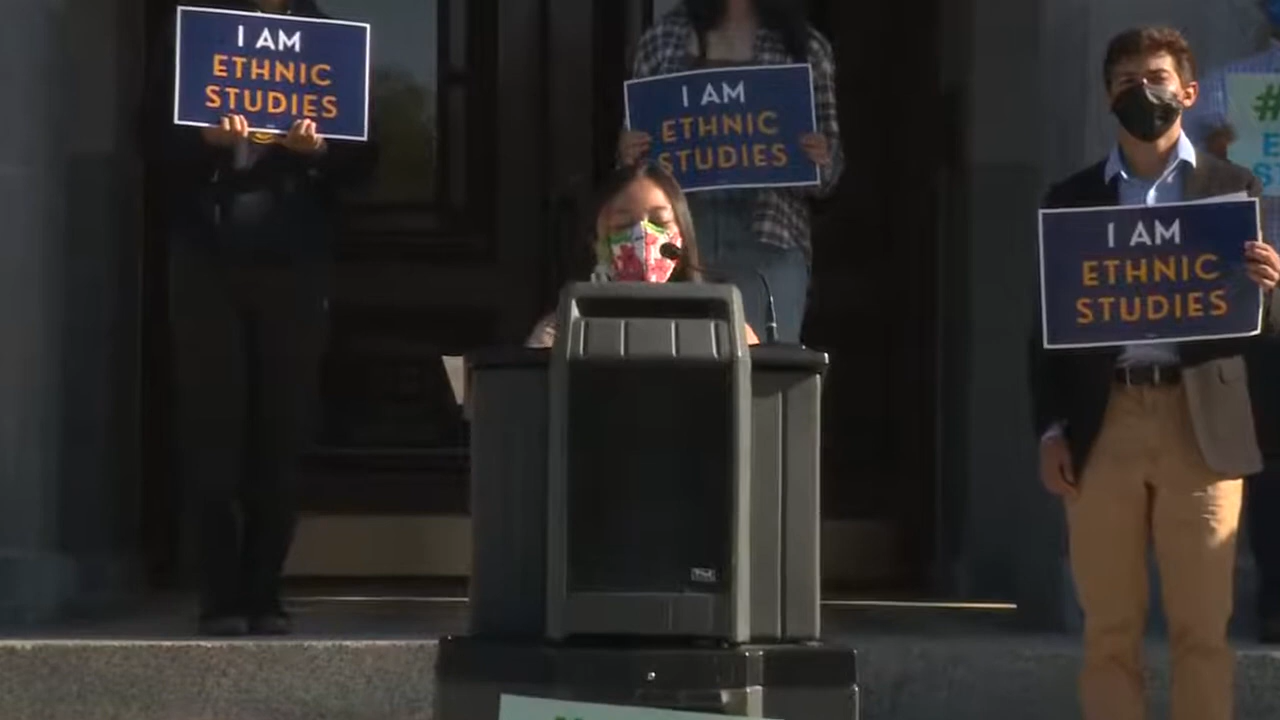 I AM
ETHNIC
STUDIES
I AM
ETHNIC
STUDIES
I AM
ETHNIC
STUDIES
#
E
S